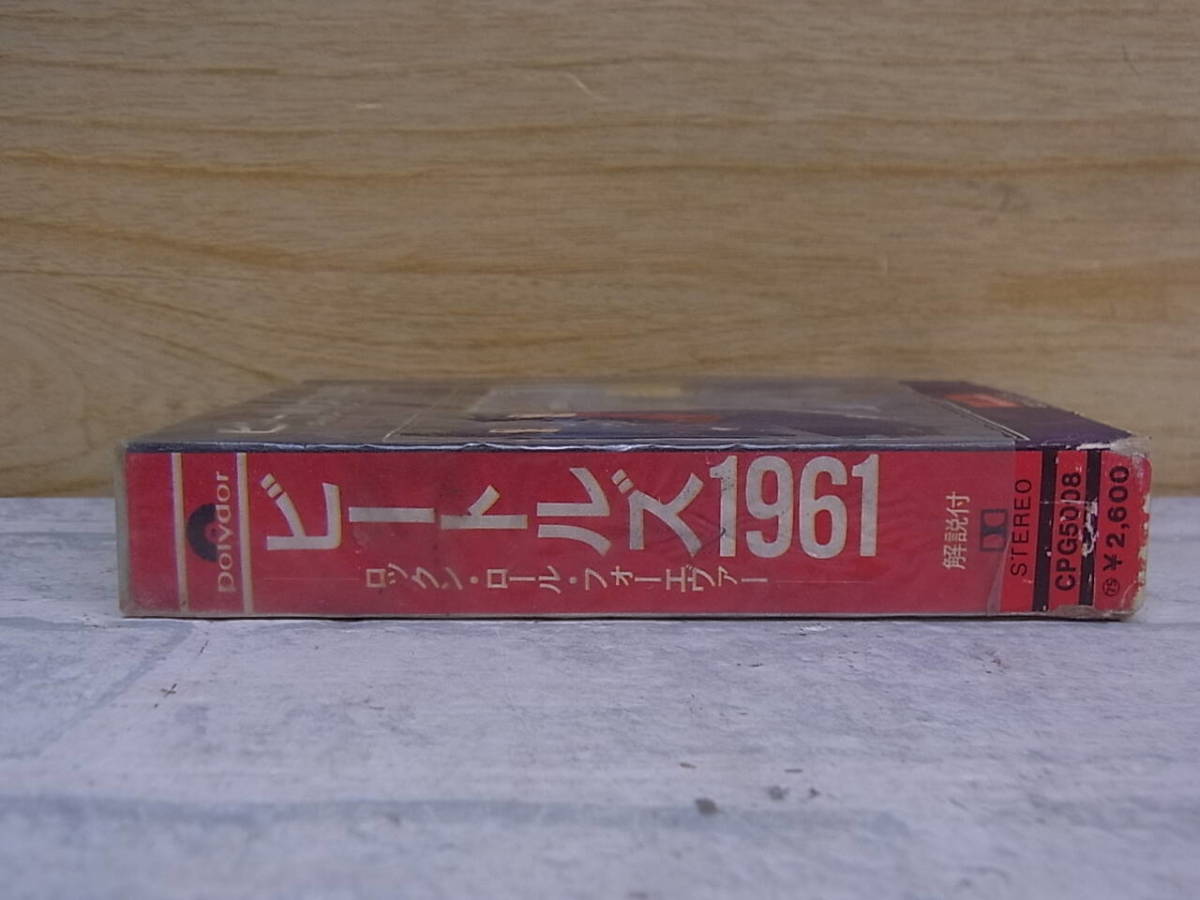 Polydor
ビートルズ1961
ロックン・ロール・フォーエヴァー
解説付
STEREO
CPG5008
㊄ ¥2,600